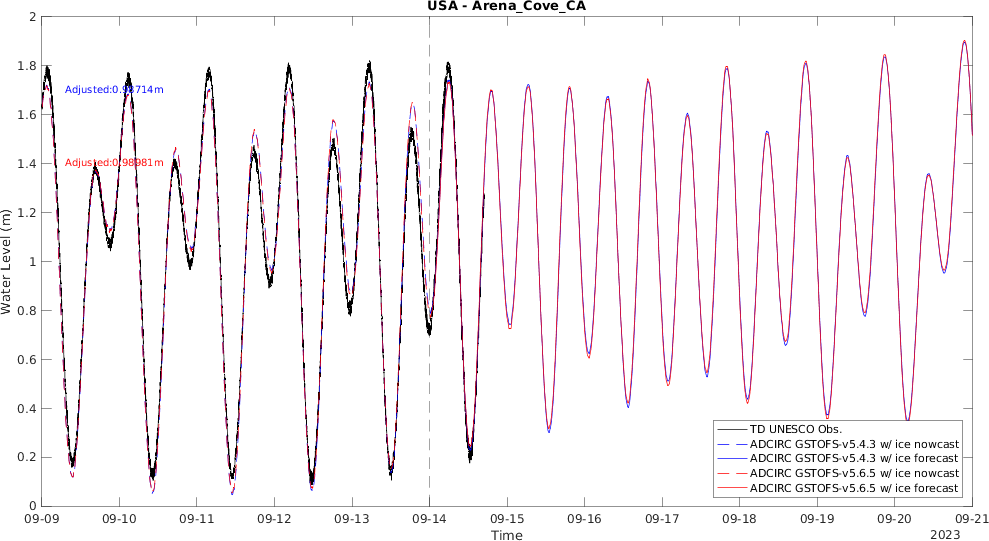 USA - Arena_Cove_CA
2
1.8
1.6
1.4
1.2
1
0.8
0.6
0.4
0.2
0
Water Level (m)
Adjusted:0.93714m
Adjusted:0.98981m
TD UNESCO Obs.
ADCIRC GSTOFS-v5.4.3 w/ ice nowcast
ADCIRC GSTOFS-v5.4.3 w/ ice forecast
ADCIRC GSTOFS-v5.6.5 w/ ice nowcast
ADCIRC GSTOFS-v5.6.5 w/ ice forecast
09-09 09-10 09-11 09-12 09-13 09-14 09-15 09-16 09-17 09-18 09-19 09-20 09-21
Time
2023